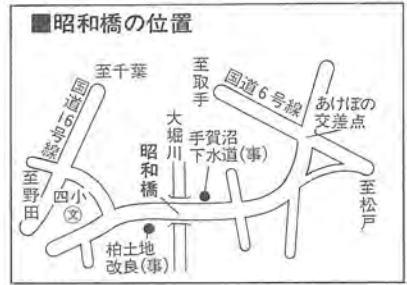 ■昭和橋の位置
至千葉
国道16号線
至野田
四小
文
大堀川
昭和橋
柏土地
改良(事)
手賀沼
下水道(事)
至取手
国道6号線
あけぼの
交差点
至松戸